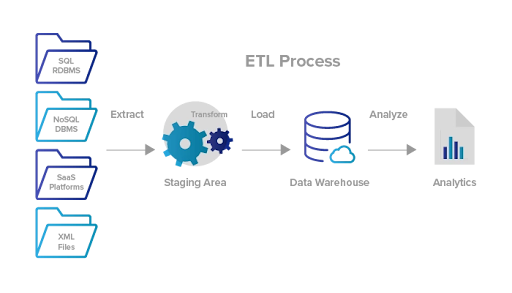 ETL Process
SQL
RDBMS
NoSQL
DBMS
SaaS
Platforms
XML
Files
Extract
Transform
Staging Area
Load
Data Warehouse
Analyze
Analytics